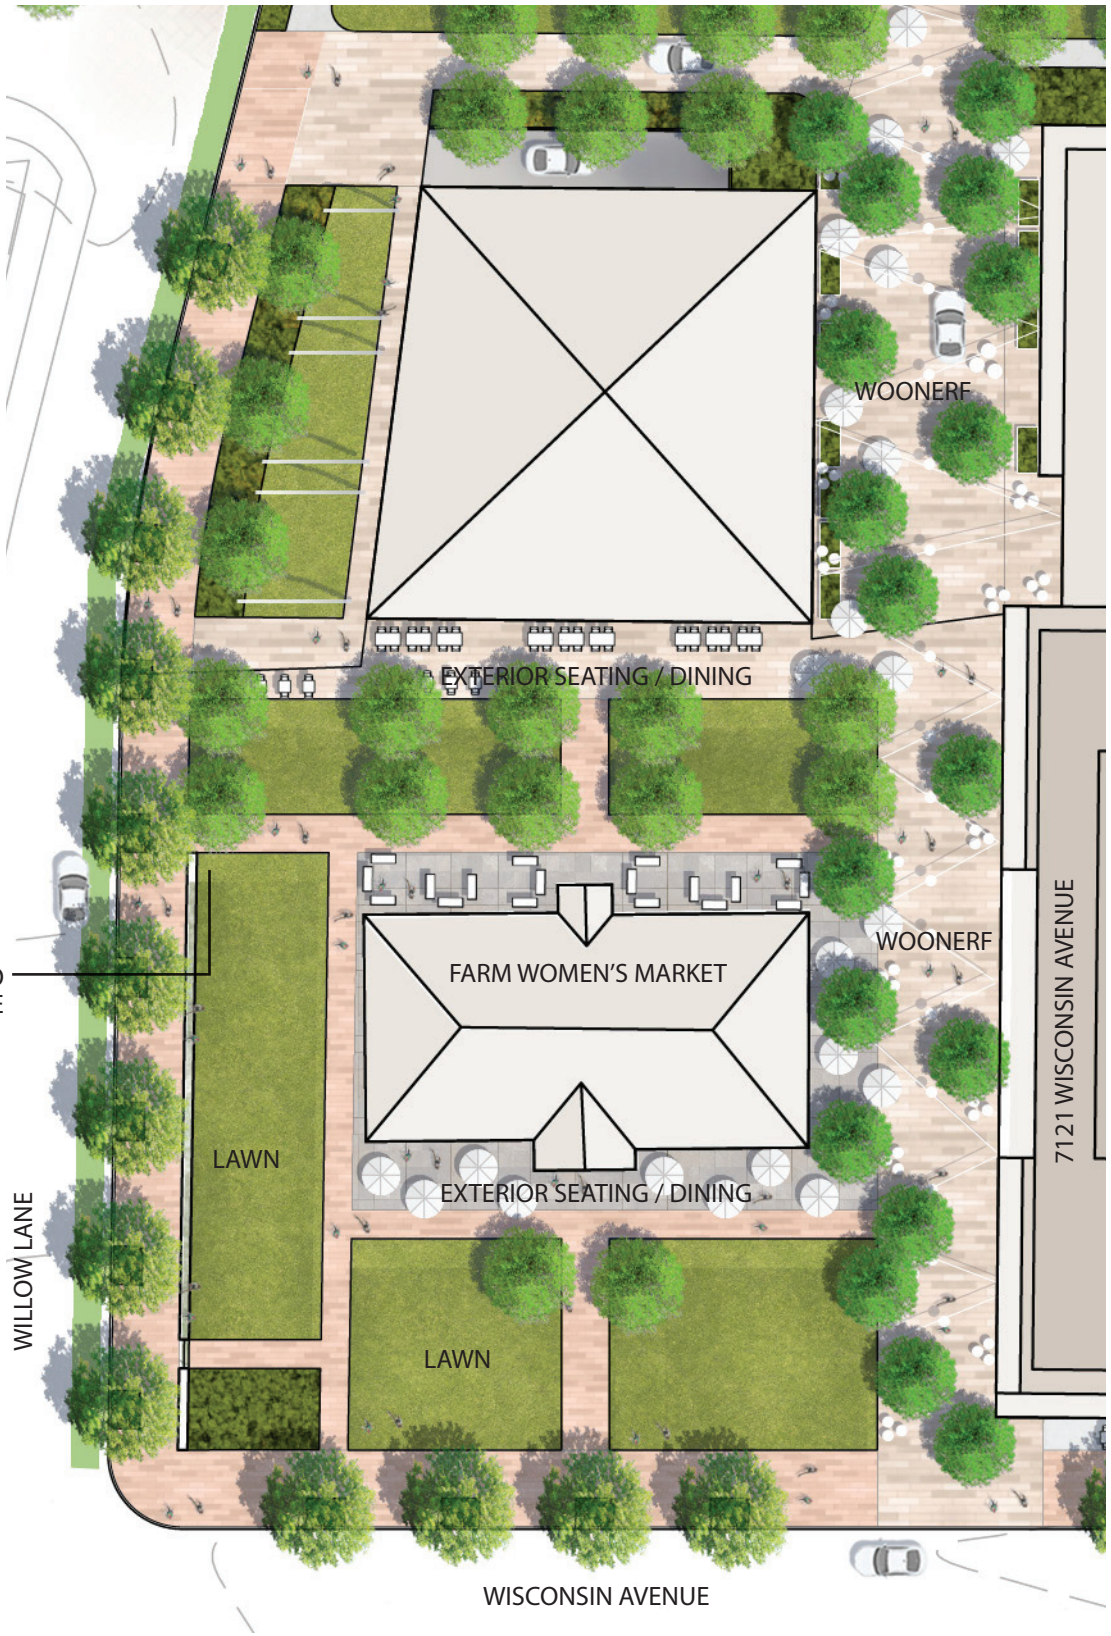 WOONERF
EXTERIOR SEATING / DINING
WOONERF
FARM WOMEN'S MARKET
7121 WISCONSIN AVENUE
LAWN
EXTERIOR SEATING / DINING
WILLOW LANE
LAWN
WISCONSIN AVENUE